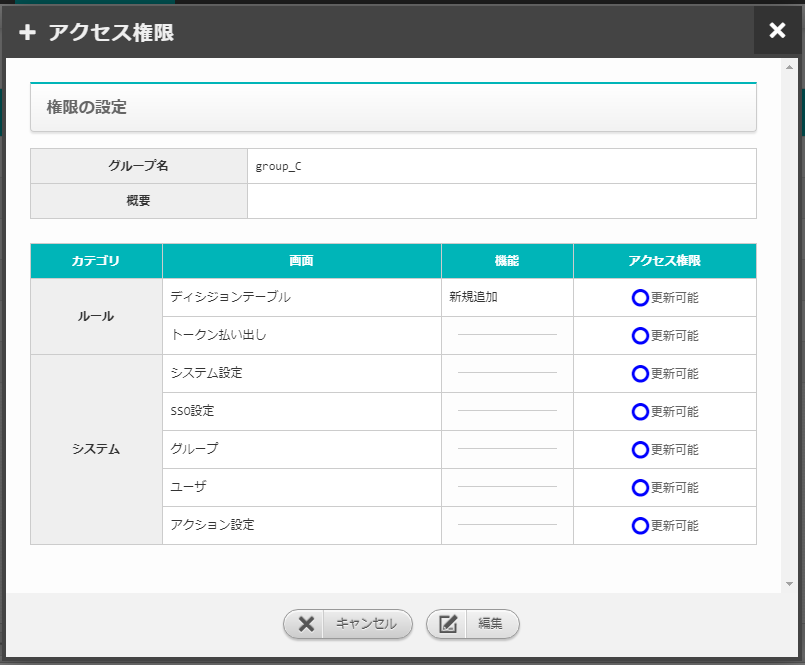 アクセス権限
権限の設定
グループ名 group_C
概要
カテゴリ 画面 機能 アクセス権限
ルール
ディシジョンテーブル 新規追加 更新可能
トークン払い出し 更新可能
システム
システム設定 更新可能
SSO設定 更新可能
グループ 更新可能
ユーザ 更新可能
アクション設定 更新可能
キャンセル 編集